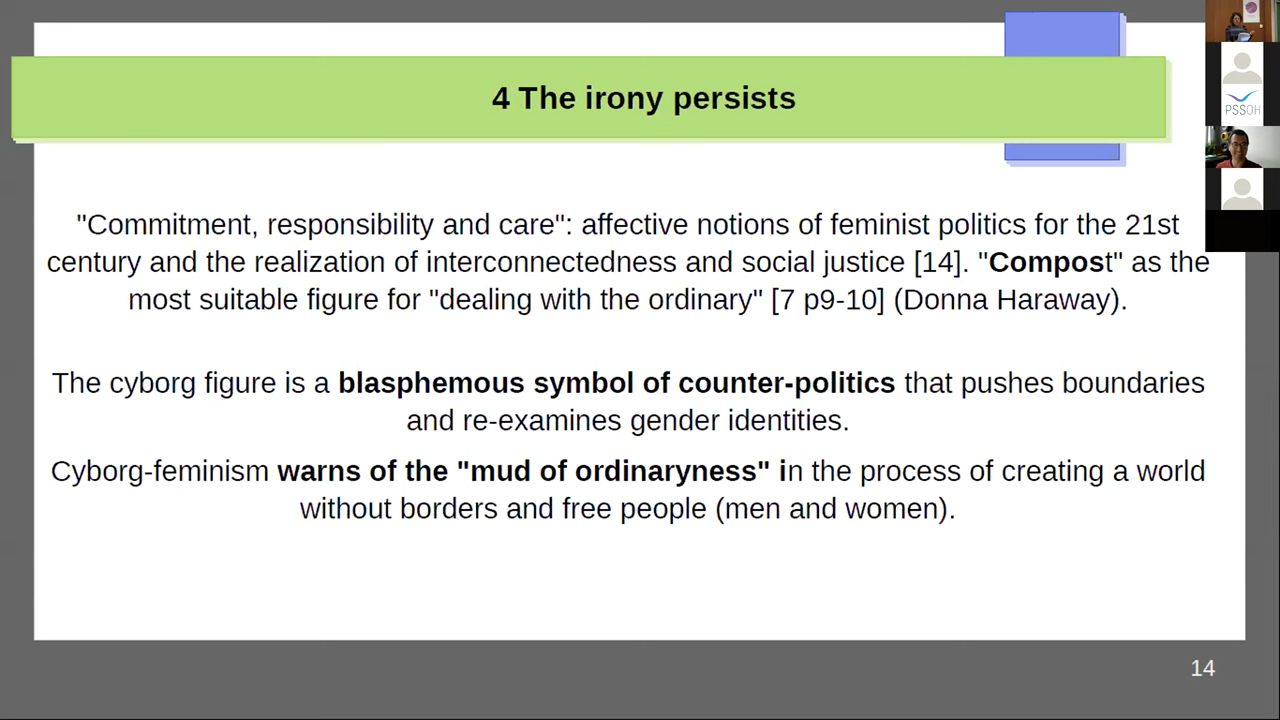 4 The irony persists
"Commitment, responsibility and care": affective notions of feminist politics for the 21st
century and the realization of interconnectedness and social justice [14]. "Compost" as the
most suitable figure for "dealing with the ordinary" [7 p9-10] (Donna Haraway).
The cyborg figure is a blasphemous symbol of counter-politics that pushes boundaries
and re-examines gender identities.
Cyborg-feminism warns of the "mud of ordinaryness" in the process of creating a world
without borders and free people (men and women).
14
PSSOH